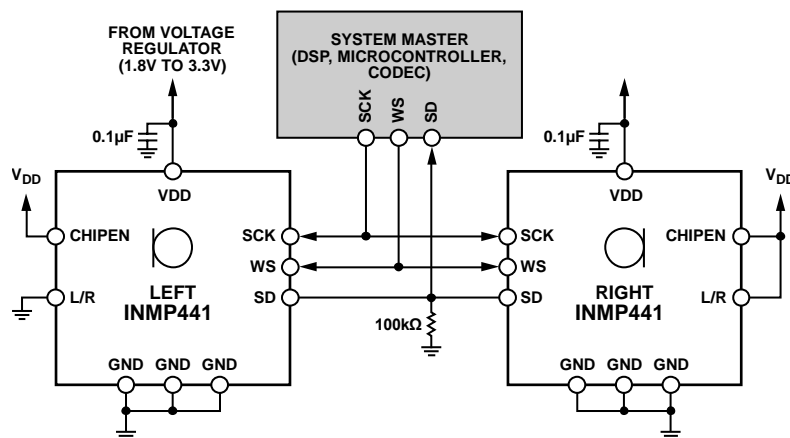 FROM VOLTAGE
REGULATOR
(1.8V TO 3.3V)
SYSTEM MASTER
(DSP, MICROCONTROLLER,
CODEC)
SCK
WS
SD
0.1µF
0.1µF
VDD
VDD
VDD
VDD
CHIPEN
SCK
SCK
CHIPEN
WS
WS
L/R
LEFT
INMP441
SD
SD
RIGHT
INMP441
L/R
100kΩ
GND
GND
GND
GND
GND
GND